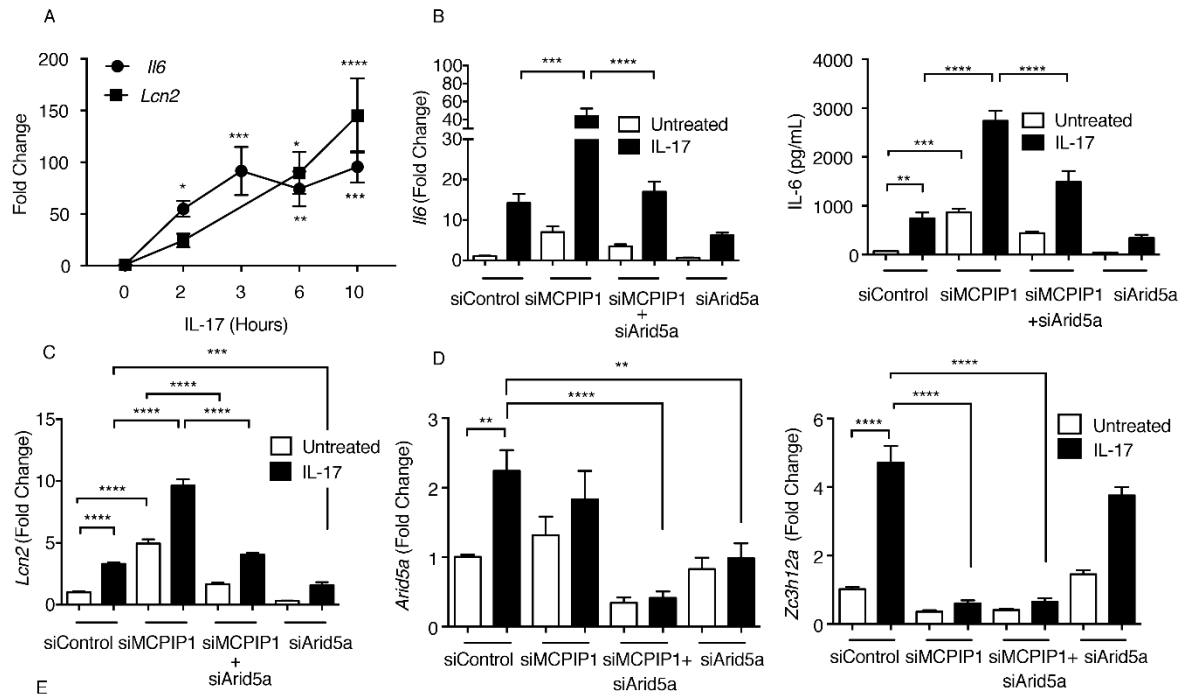 A
200
150
100
50
0
Fold Change
Il6
Lcn2
*
***
*
**
****
***
0 2 3 6 10
IL-17 (Hours)
B
100
80
60
40
20
20
10
0
Il6 (Fold Change)
*** ****
Untreated
IL-17
siControl siMCPIP1 siMCPIP1 siArid5a
+
siArid5a
4000
3000
2000
1000
0
IL-6 (pg/mL)
**** ****
***
**
Untreated
IL-17
siControl siMCPIP1 siMCPIP1 siArid5a
+siArid5a
C
15
10
5
0
Lcn2 (Fold Change)
***
****
**** ****
****
****
Untreated
IL-17
siControl siMCPIP1 siMCPIP1 siArid5a
+
siArid5a
D
3
2
1
0
Arid5a (Fold Change)
**
****
**
siControl siMCPIP1 siMCPIP1+ siArid5a
siArid5a
6
4
2
0
Zc3h12a (Fold Change)
****
****
****
Untreated
IL-17
siControl siMCPIP1 siMCPIP1+ siArid5a
siArid5a
E